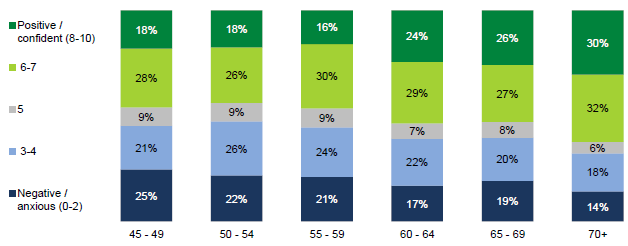 Positive /
confident (8-10)
6-7
5
3-4
Negative /
anxious (0-2)
18% 18% 16% 24% 26% 30%
28% 26% 30% 29% 27% 32%
9% 9% 9% 7% 8% 6%
21% 26% 24% 22% 20% 18%
25% 22% 21% 17% 19% 14%
45 - 49 50 - 54 55 - 59 60 - 64 65 - 69 70+